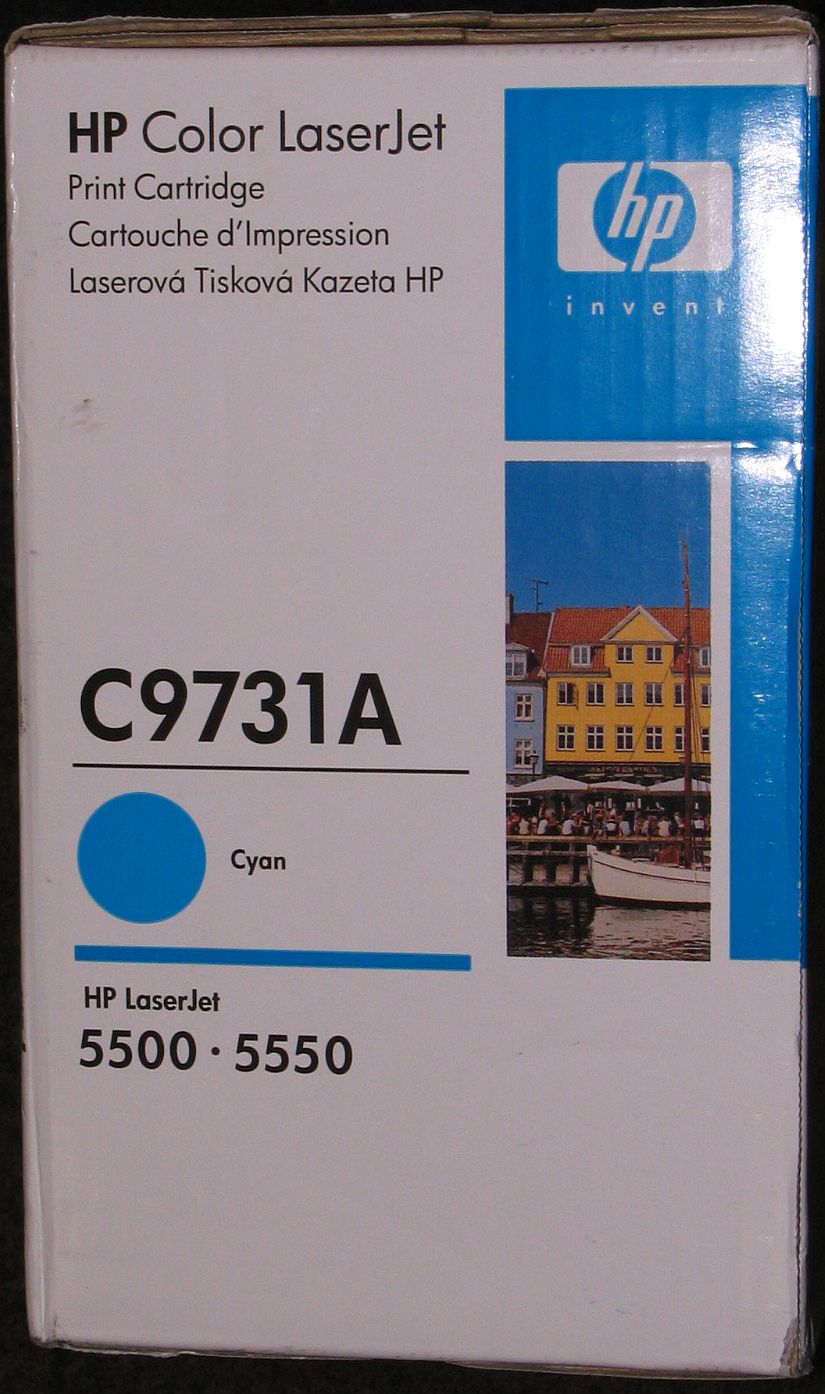 HP Color LaserJet
Print Cartridge
Cartouche d'Impression
Laserová Tisková Kazeta HP
hp
invent
C9731A
Cyan
HP LaserJet
5500 · 5550